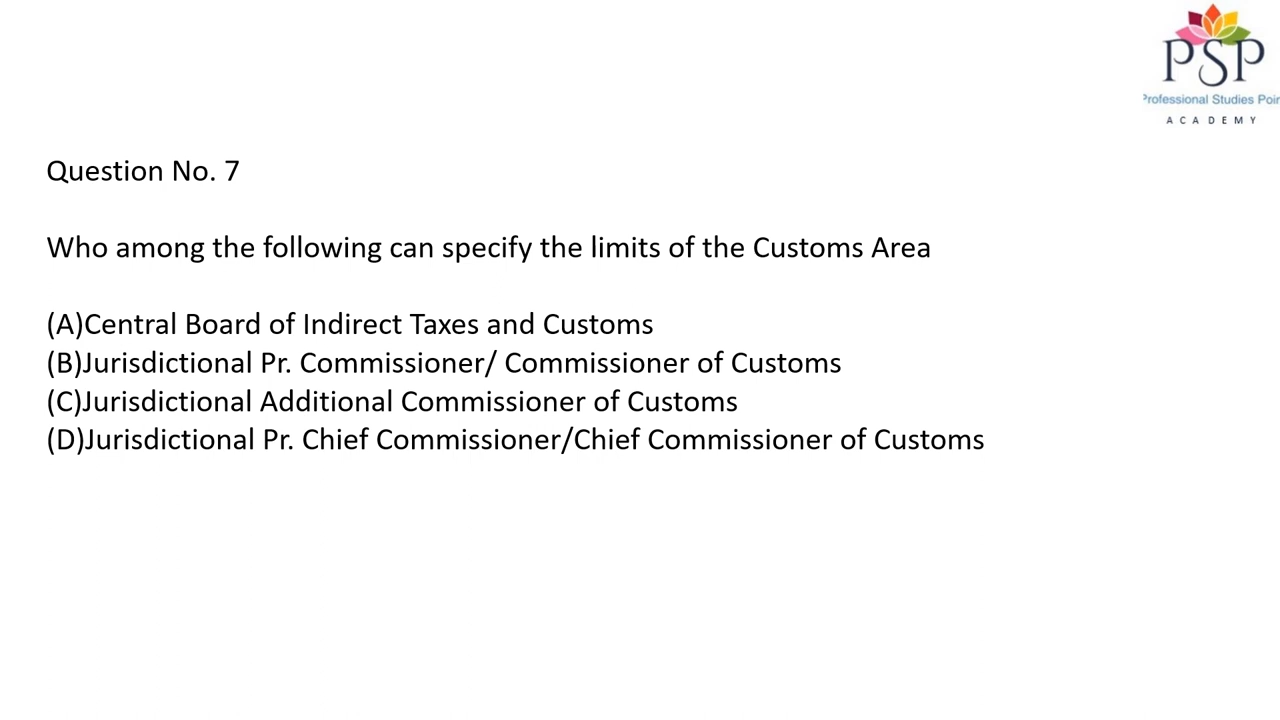 PSP
Professional Studies Poin
ACADEMY
Question No. 7
Who among the following can specify the limits of the Customs Area
(A)Central Board of Indirect Taxes and Customs
(B)Jurisdictional Pr. Commissioner/ Commissioner of Customs
(C)Jurisdictional Additional Commissioner of Customs
(D)Jurisdictional Pr. Chief Commissioner/Chief Commissioner of Customs